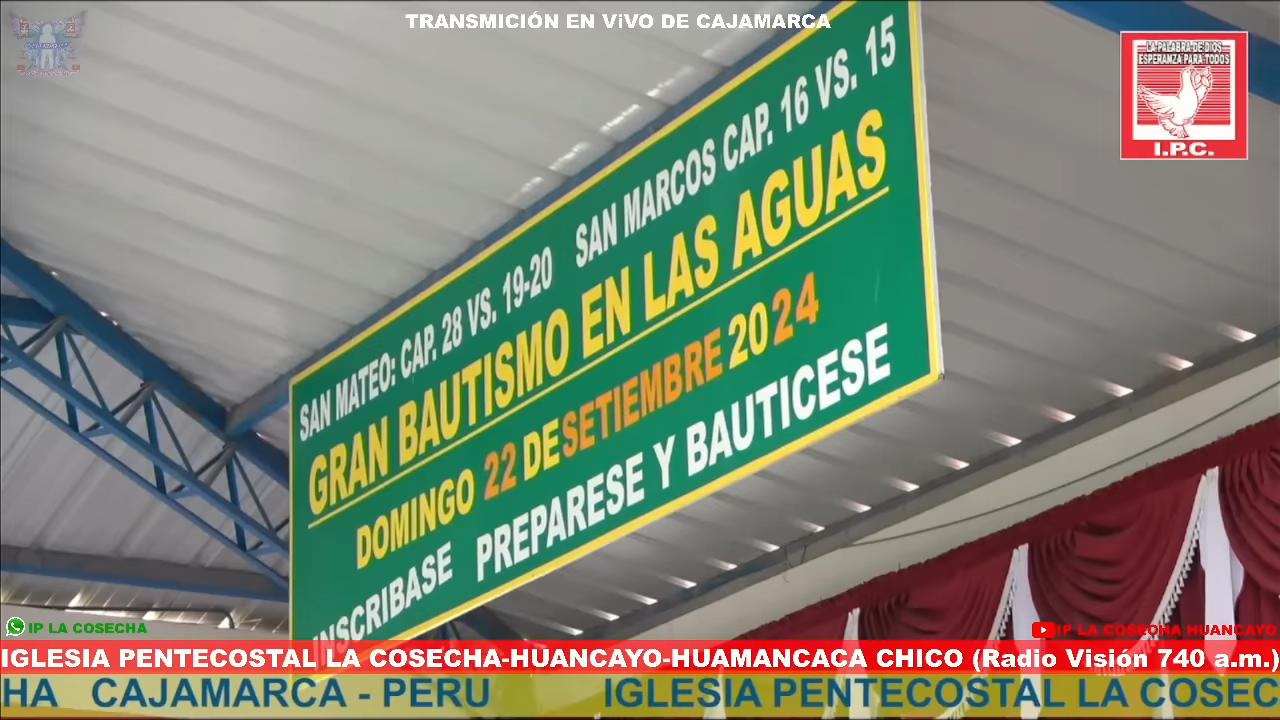 TRANSMICIÓN EN ViVO DE CAJAMARCA
LA PALABRA DE DIOS
ESPERANZA PARA TODOS
I.P.C.
SAN MATEO: CAP. 28 VS. 19-20 SAN MARCOS CAP. 16 VS. 15
GRAN BAUTISMO EN LAS AGUAS
DOMINGO 22 DE SETIEMBRE 2024
INSCRIBASE PREPARESE Y BAUTICESE
IP LA COSECHA
IP LA COSECHA HUANCAYO
IGLESIA PENTECOSTAL LA COSECHA-HUANCAYO-HUAMANCACA CHICO (Radio Visión 740 a.m.)
HA CAJAMARCA - PERU IGLESIA PENTECOSTAL LA COSEC